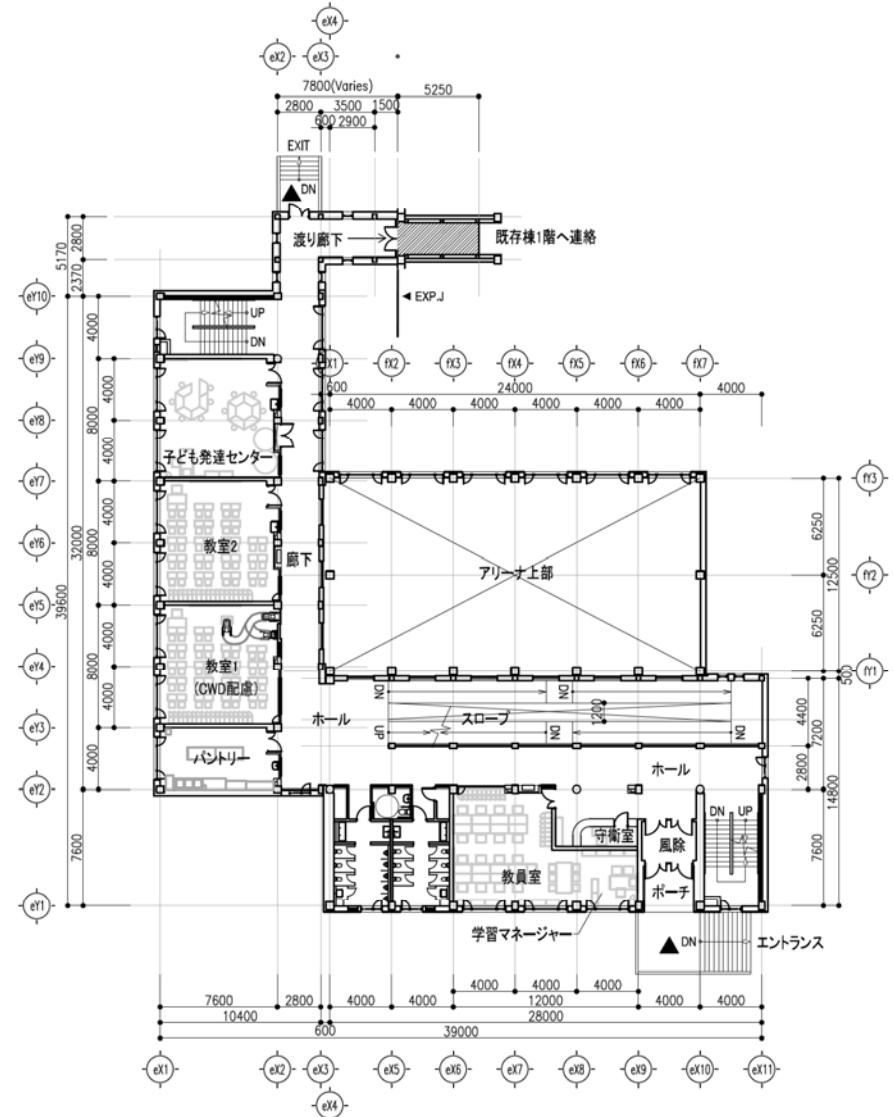 eX4
eX2
eX3
7800(Varies)
5250
2800
3500
1500
600
2900
EXIT
DN
渡り廊下
既存棟1階へ連絡
5170
2800
2370
EXP.J
eY10
4000
UP
DN
eY9
fX1
fX2
fX3
fX4
fX5
fX6
fX7
600
24000
4000
4000
4000
4000
4000
4000
4000
4000
8000
eY8
4000
子ども発達センター
eY7
fY3
4000
8000
eY6
教室2
廊下
6250
12500
32000
39600
4000
アリーナ上部
fY2
eY5
4000
8000
6250
eY4
教室1
(CWD配慮)
fY1
500
4000
DN
DN
ホール
スロープ
1200
4400
7200
eY3
UP
DN
DN
4000
パントリー
ホール
2800
14800
eY2
守衛室
風除
DN
UP
7600
教員室
ポーチ
7600
eY1
学習マネージャー
DN
エントランス
4000
4000
4000
7600
2800
4000
4000
12000
4000
4000
10400
28000
600
39000
eX1
eX2
eX3
eX5
eX6
eX7
eX8
eX9
eX10
eX11
eX4